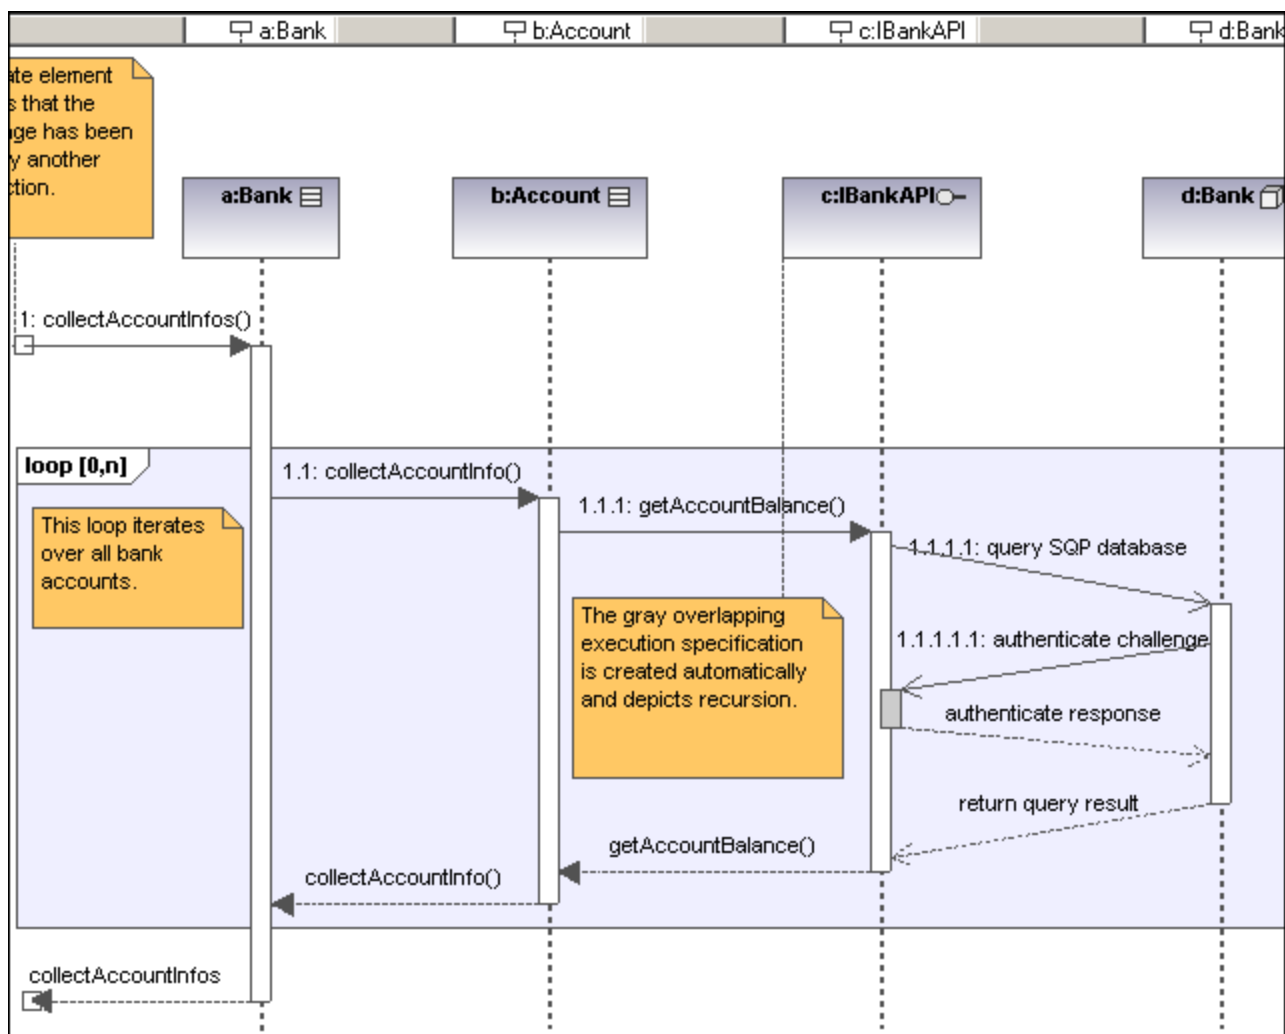 a:Bank
b:Account
c:IBankAPI
d:Bank
element
that the
has been
another
a:Bank
b:Account
c:IBankAPI
d:Bank
1: collectAccountInfos()
loop [0,n]
1.1: collectAccountInfo()
1.1.1: getAccountBalance()
This loop iterates
over all bank
accounts.
1.1.1.1: query SQP database
The gray overlapping
execution specification
is created automatically
and depicts recursion.
1.1.1.1.1: authenticate challenge
authenticate response
return query result
getAccountBalance()
collectAccountInfo()
collectAccountInfos